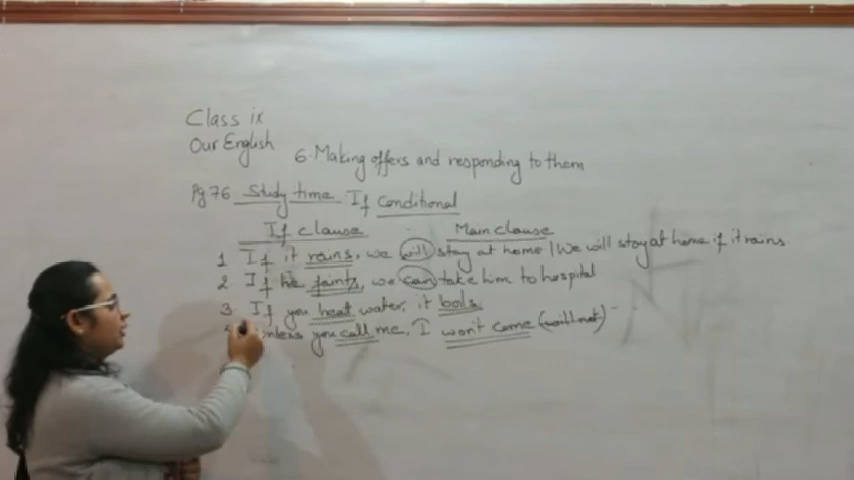 Class ix
Our English
6. Making offers and responding to them
Pg 76 Study time If Conditional
If clause Main clause
1 If it rains, we will stay at home / We will stay at home if it rains
2 If he faints, we can take him to hospital
3. If you heat water, it boils
you call me, I won't come (will not)